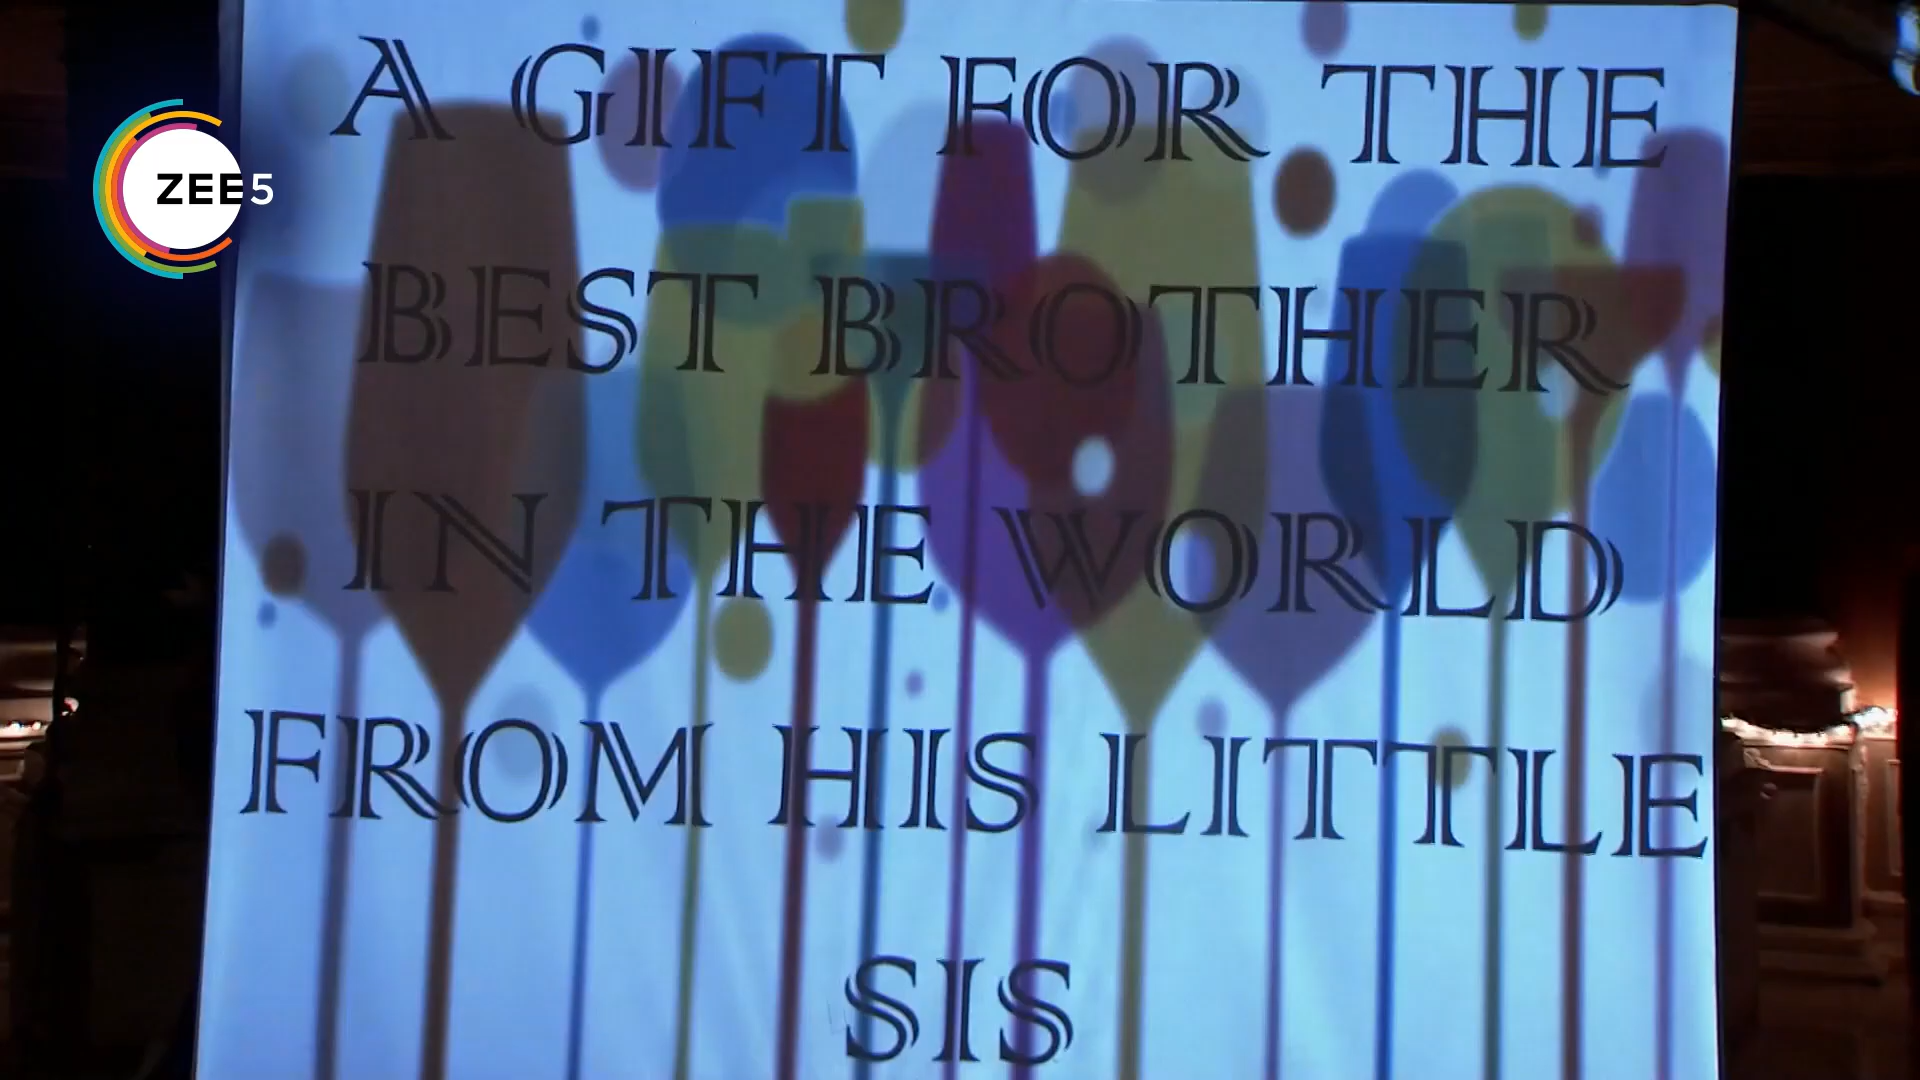 ZEE5
A GIFT FOR THE
BEST BROTHER
IN THE WORLD
FROM HIS LITTLE
SIS